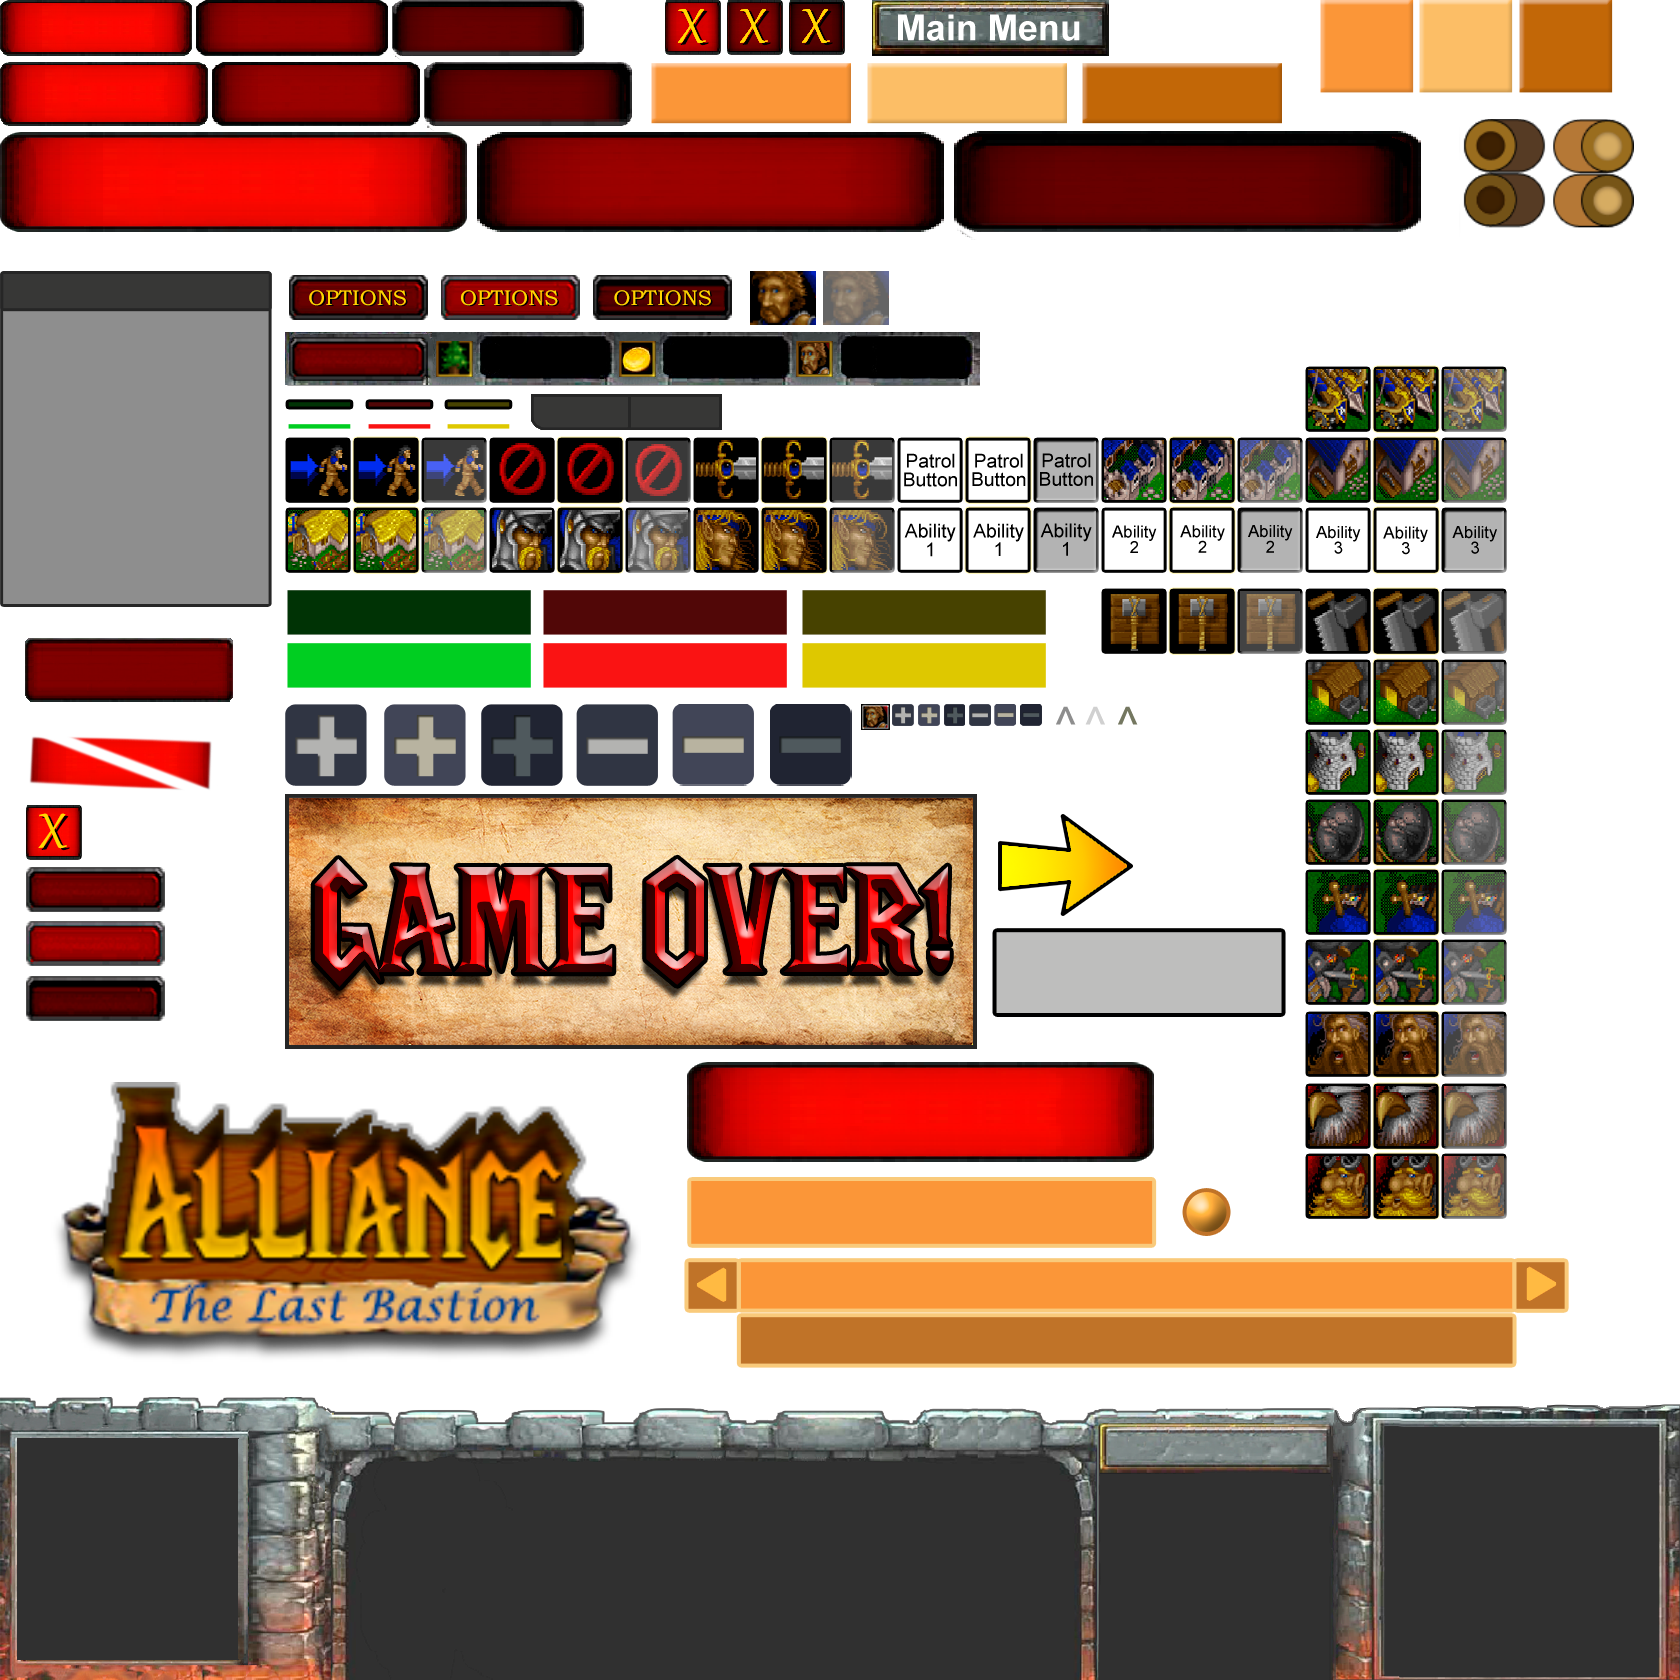 X X X Main Menu
OPTIONS OPTIONS OPTIONS
Patrol Button Patrol Button Patrol Button
Ability 1 Ability 1 Ability 1 Ability 2 Ability 2 Ability 2 Ability 3 Ability 3 Ability 3
X
GAME OVER!
ALLIANCE
The Last Bastion